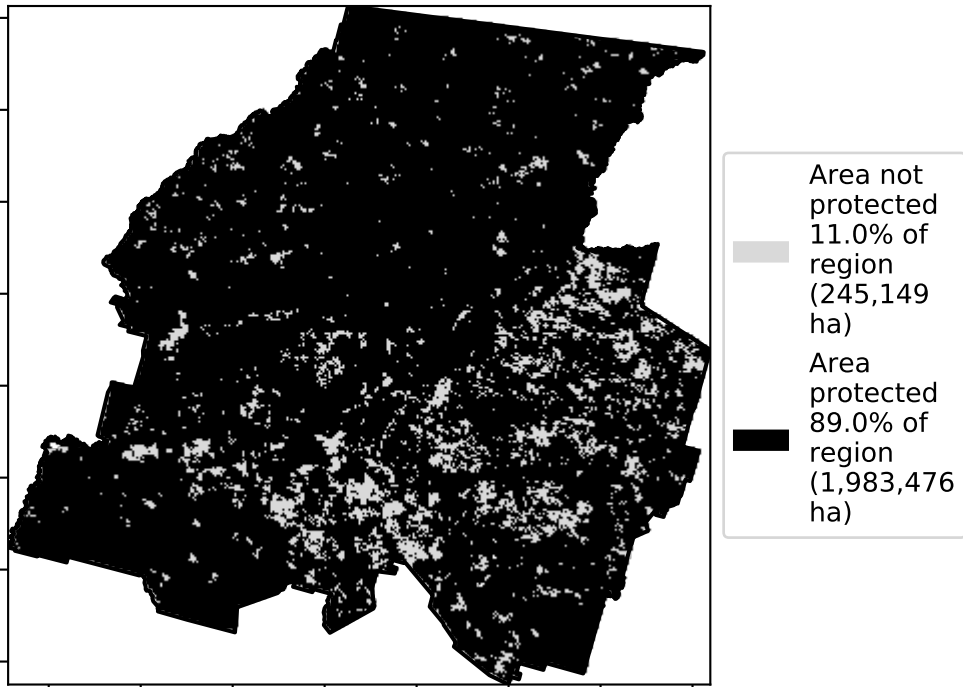 Area not
protected
11.0% of
region
(245,149
ha)
Area
protected
89.0% of
region
(1,983,476
ha)